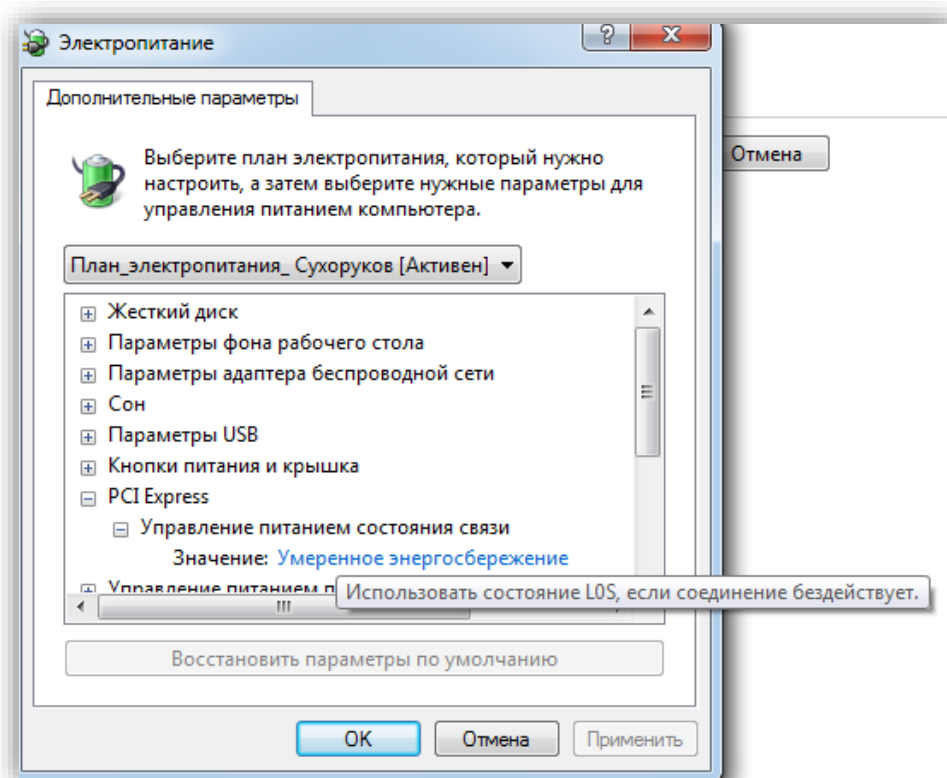 Электропитание
Дополнительные параметры
Выберите план электропитания, который нужно
настроить, а затем выберите нужные параметры для
управления питанием компьютера.
Отмена
План_электропитания_ Сухоруков [Активен]
Жесткий диск
Параметры фона рабочего стола
Параметры адаптера беспроводной сети
Сон
Параметры USB
Кнопки питания и крышка
PCI Express
Управление питанием состояния связи
Значение: Умеренное энергосбережение
Управление питанием п
Использовать состояние L0S, если соединение бездействует.
Восстановить параметры по умолчанию
OK
Отмена
Применить